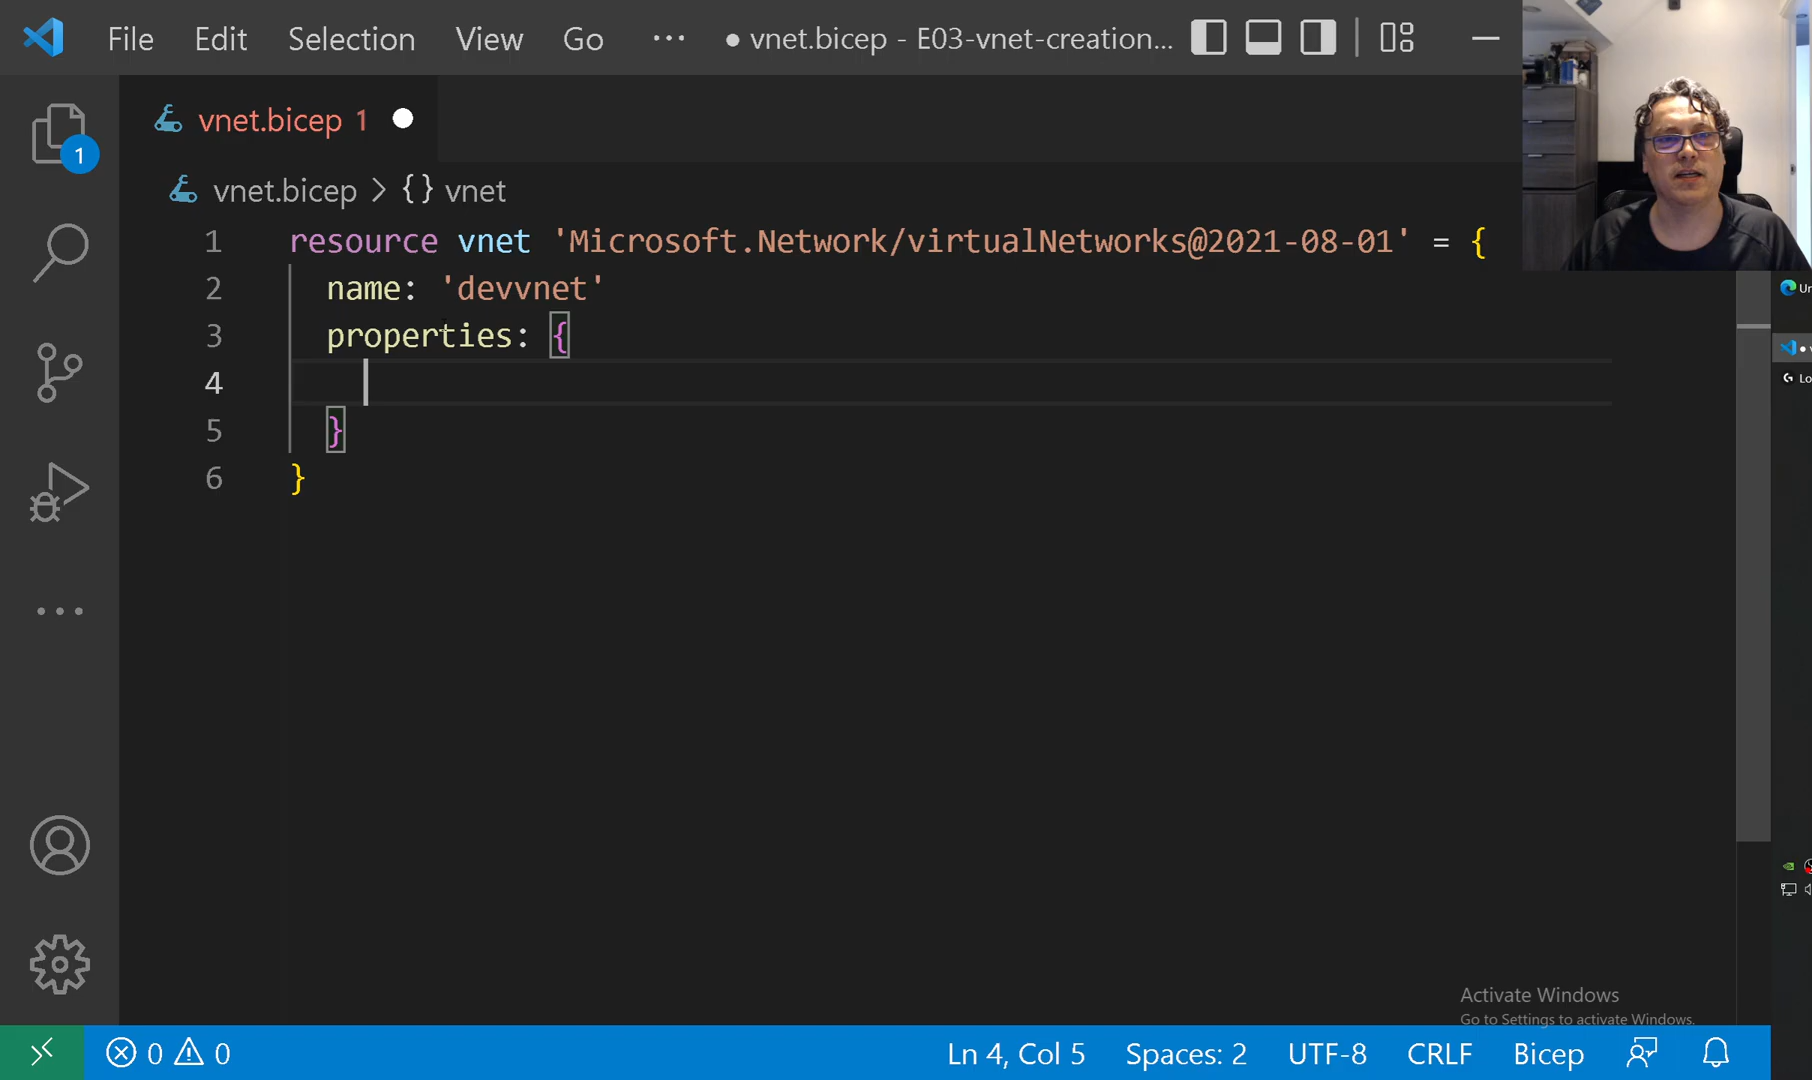 File Edit Selection View Go ··· ● vnet.bicep - E03-vnet-creation...
vnet.bicep 1
1
vnet.bicep > {} vnet
1 resource vnet 'Microsoft.Network/virtualNetworks@2021-08-01' = {
2 name: 'devvnet'
3 properties: {
4
5 }
6 }
Activate Windows
Go to Settings to activate Windows.
0 0 Ln 4, Col 5 Spaces: 2 UTF-8 CRLF Bicep